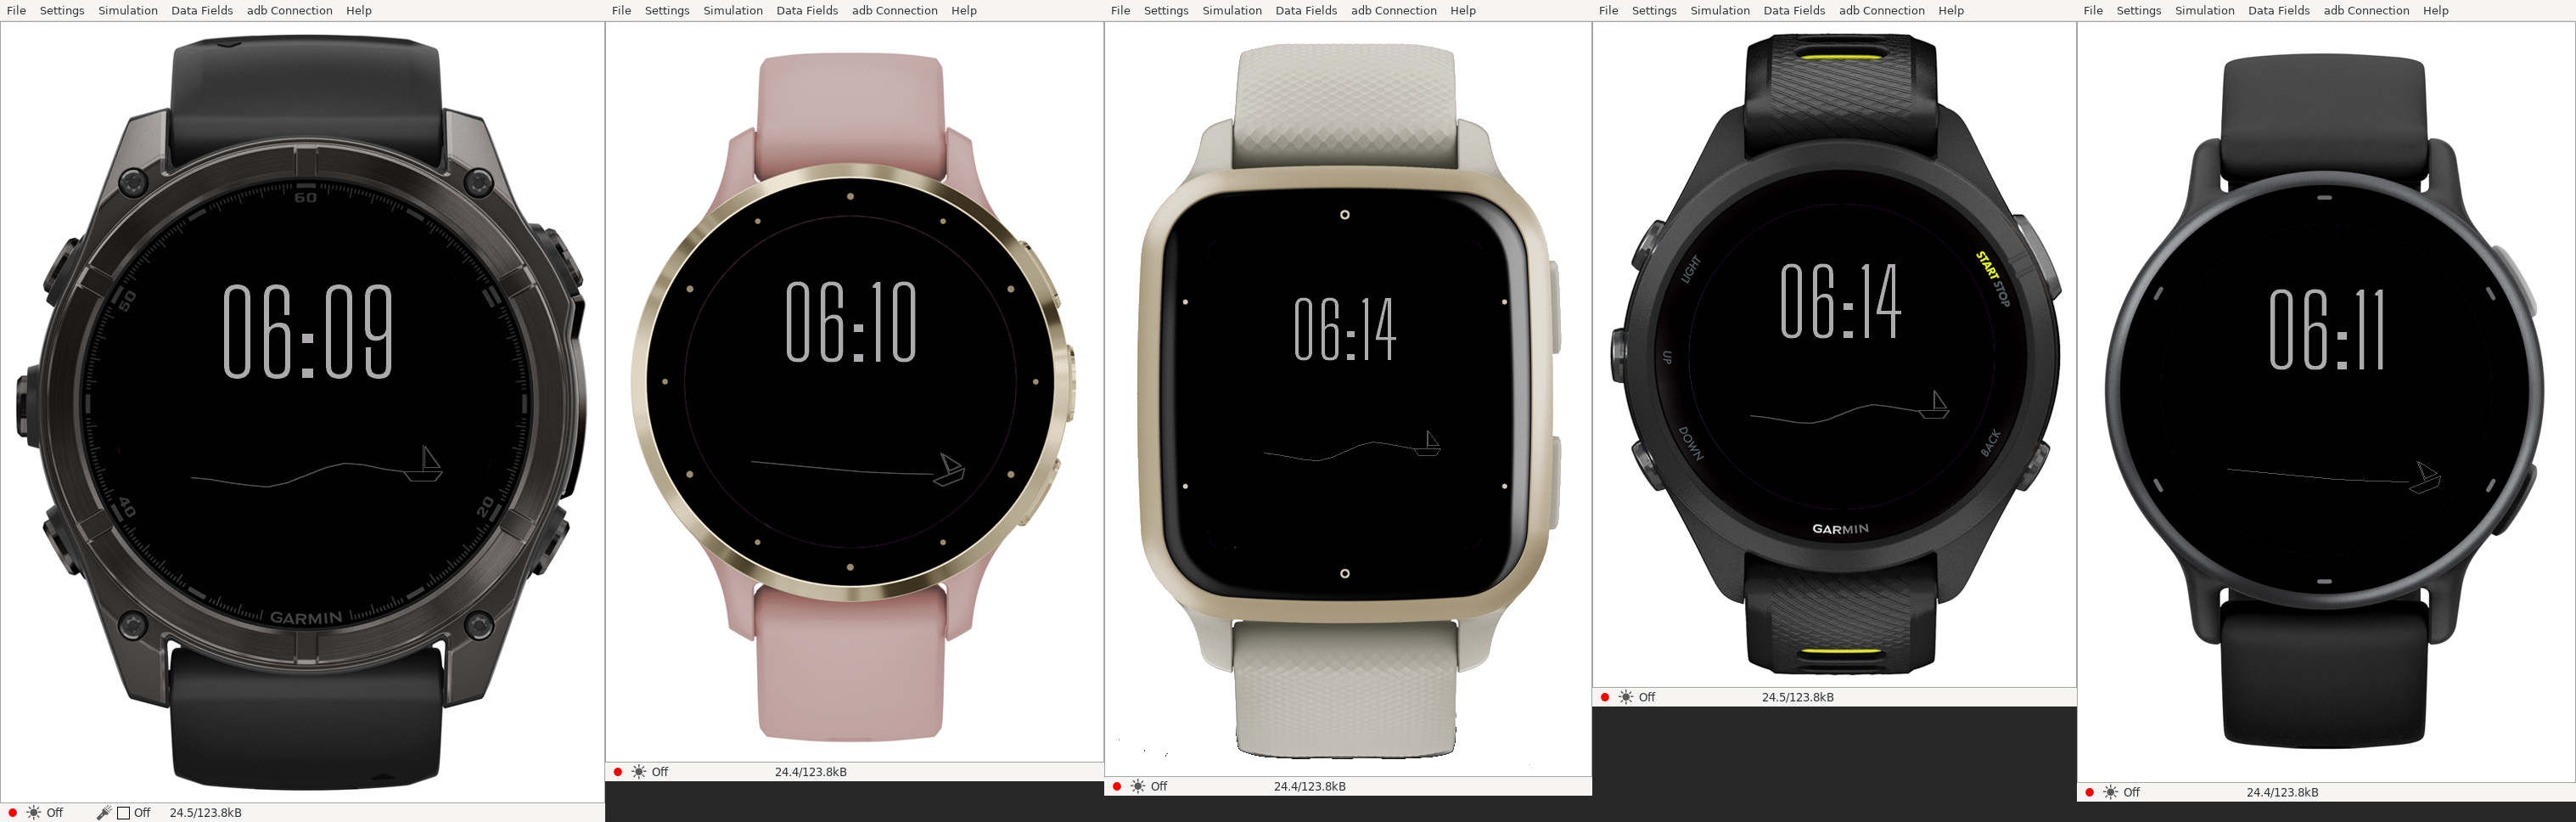 File Settings Simulation Data Fields adb Connection Help
60
50
06:09
40
20
GARMIN
Off Off 24.5/123.8kB
File Settings Simulation Data Fields adb Connection Help
06:10
Off 24.4/123.8kB
File Settings Simulation Data Fields adb Connection Help
06:14
Off 24.4/123.8kB
File Settings Simulation Data Fields adb Connection Help
LIGHT
START STOP
06:14
UP
DOWN
BACK
GARMIN
Off 24.5/123.8kB
File Settings Simulation Data Fields adb Connection Help
06:11
Off 24.4/123.8kB